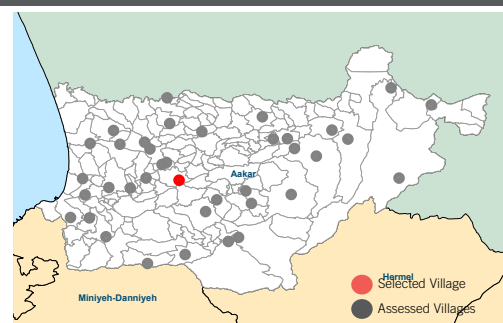 Aakar
Hermel
Selected Village
Miniyeh-Danniyeh
Assessed Villages